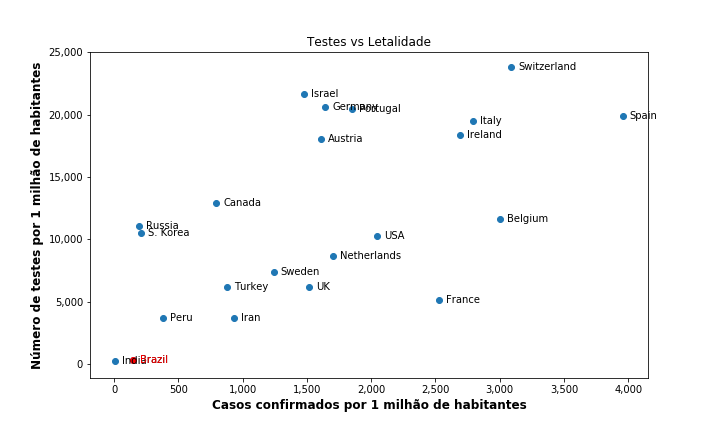 Testes vs Letalidade
Número de testes por 1 milhão de habitantes
25,000
20,000
15,000
10,000
5,000
0
Switzerland
Israel
Germany
Portugal
Spain
Italy
Ireland
Austria
Canada
Russia
S. Korea
Belgium
USA
Netherlands
Sweden
Turkey
UK
France
Peru
Iran
India
Brazil
0
500
1,000
1,500
2,000
2,500
3,000
3,500
4,000
Casos confirmados por 1 milhão de habitantes